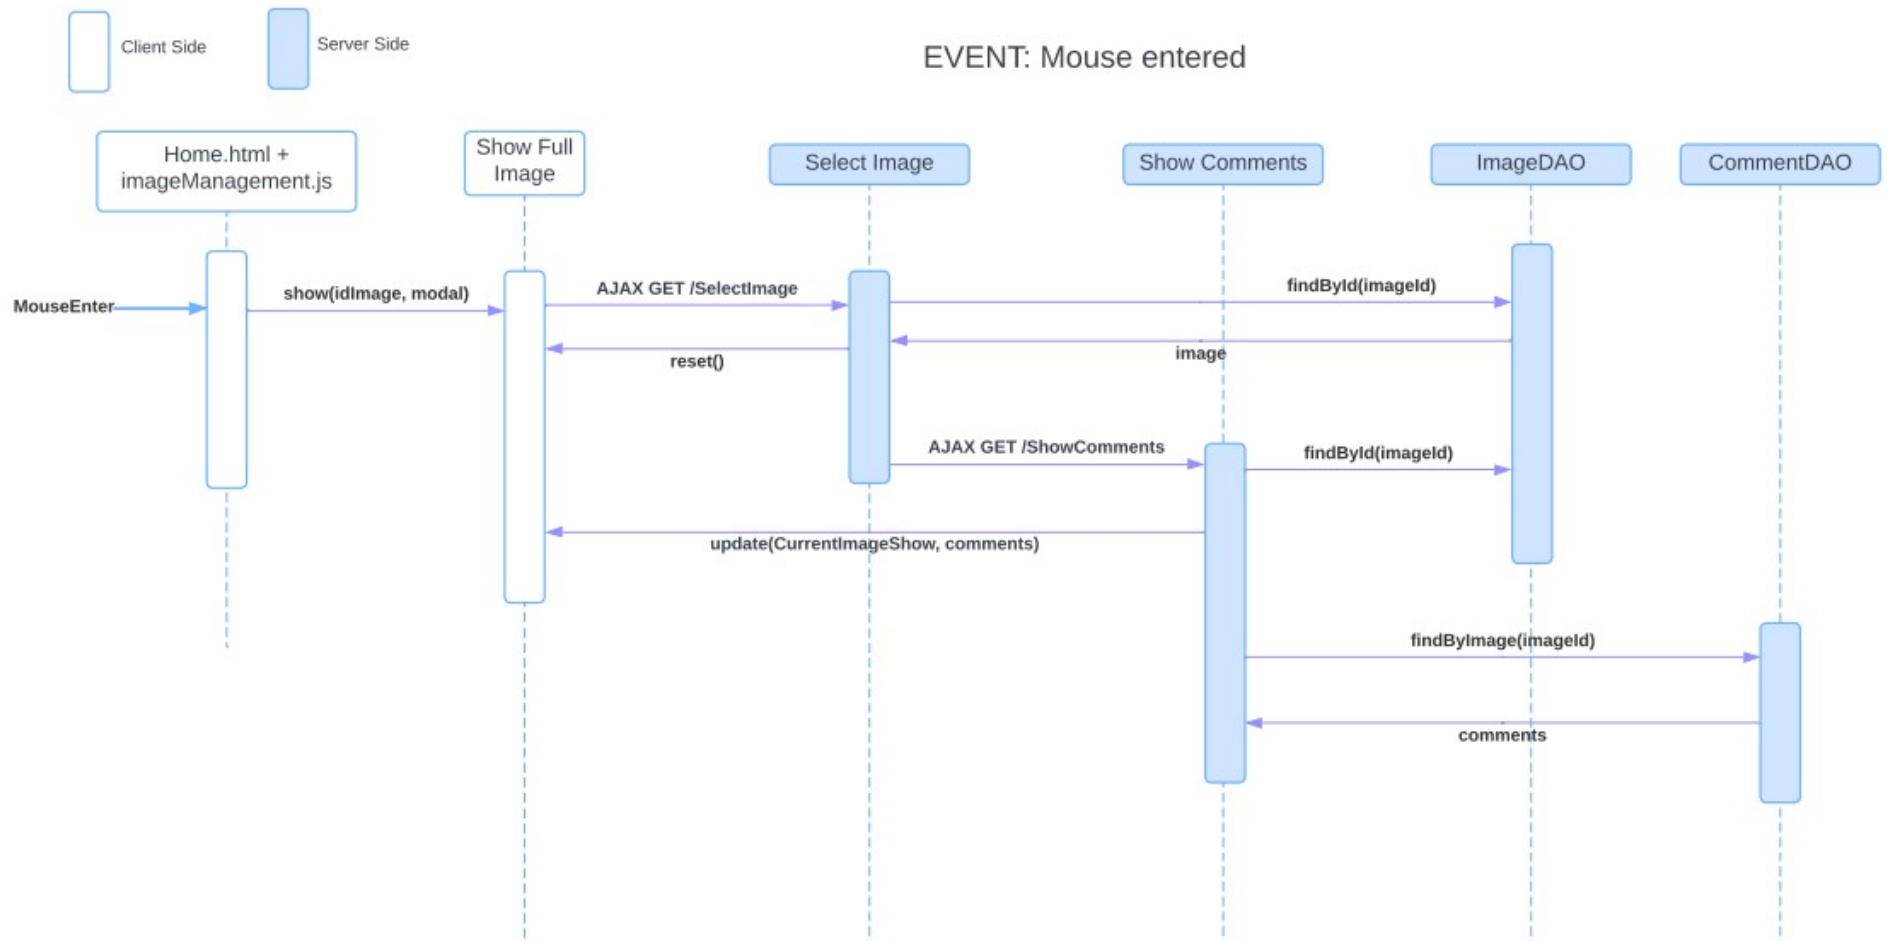 Client Side
Server Side
EVENT: Mouse entered
Home.html +
imageManagement.js
Show Full
Image
Select Image
Show Comments
ImageDAO
CommentDAO
MouseEnter
show(idImage, modal)
AJAX GET /SelectImage
findById(imageId)
image
reset()
AJAX GET /ShowComments
findById(imageId)
update(CurrentImageShow, comments)
findByImage(imageId)
comments